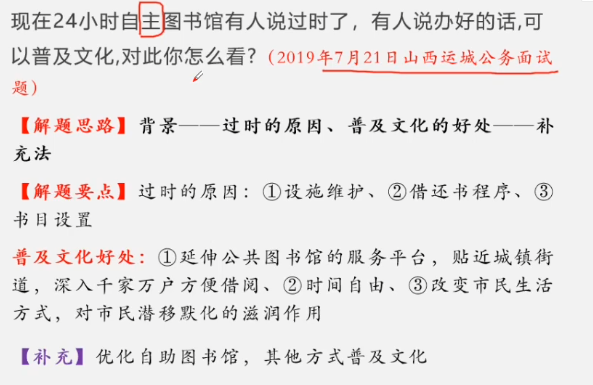 现在24小时自主图书馆有人说过时了，有人说办好的话,可
以普及文化,对此你怎么看？（2019年7月21日山西运城公务面试
题）
【解题思路】背景——过时的原因、普及文化的好处——补
充法
【解题要点】过时的原因：①设施维护、②借还书程序、③
书目设置
普及文化好处：①延伸公共图书馆的服务平台，贴近城镇街
道，深入千家万户方便借阅、②时间自由、③改变市民生活
方式，对市民潜移默化的滋润作用
【补充】优化自助图书馆，其他方式普及文化